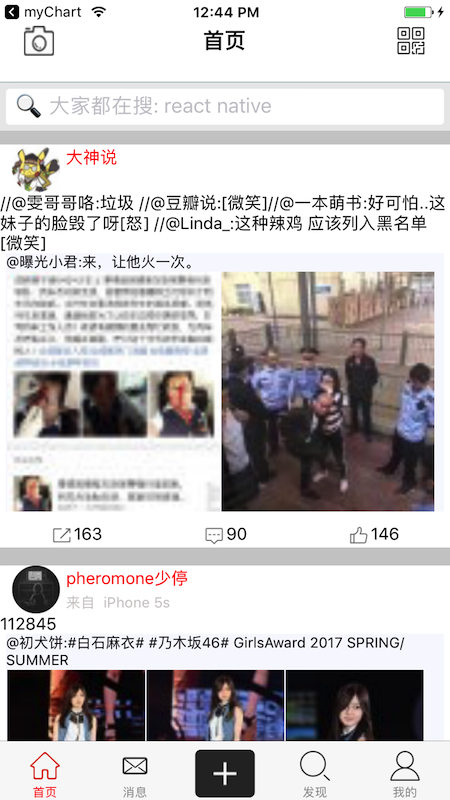 myChart
12:44 PM
首页
大家都在搜: react native
大神说
//@雯哥哥咯:垃圾 //@豆瓣说:[微笑]//@一本萌书:好可怕..这
妹子的脸毁了呀[怒] //@Linda_:这种辣鸡 应该列入黑名单
[微笑]
@曝光小君:来，让他火一次。
163
90
146
pheromone少停
来自 iPhone 5s
112845
@初犬饼:#白石麻衣# #乃木坂46# GirlsAward 2017 SPRING/
SUMMER
首页
消息
发现
我的